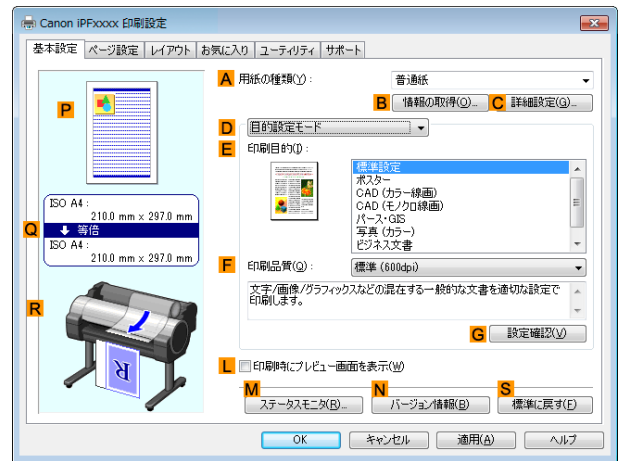 Canon iPFxxxx 印刷設定
基本設定 ページ設定 レイアウト お気に入り ユーティリティ サポート
A 用紙の種類(Y): 普通紙
B 情報の取得(O)... C 詳細設定(G)...
P
D 目的設定モード
E 印刷目的(I):
標準設定
ポスター
CAD (カラー線画)
CAD (モノクロ線画)
パース・GIS
写真 (カラー)
ビジネス文書
ISO A4 :
210.0 mm x 297.0 mm
Q 等倍
ISO A4 :
210.0 mm x 297.0 mm
F 印刷品質(Q): 標準 (600dpi)
文字/画像/グラフィックスなどの混在する一般的な文書を適切な設定で
印刷します。
R
G 設定確認(V)
R
L 印刷時にプレビュー画面を表示(W)
M N S
ステータスモニタ(R)... バージョン情報(B) 標準に戻す(F)
OK キャンセル 適用(A) ヘルプ